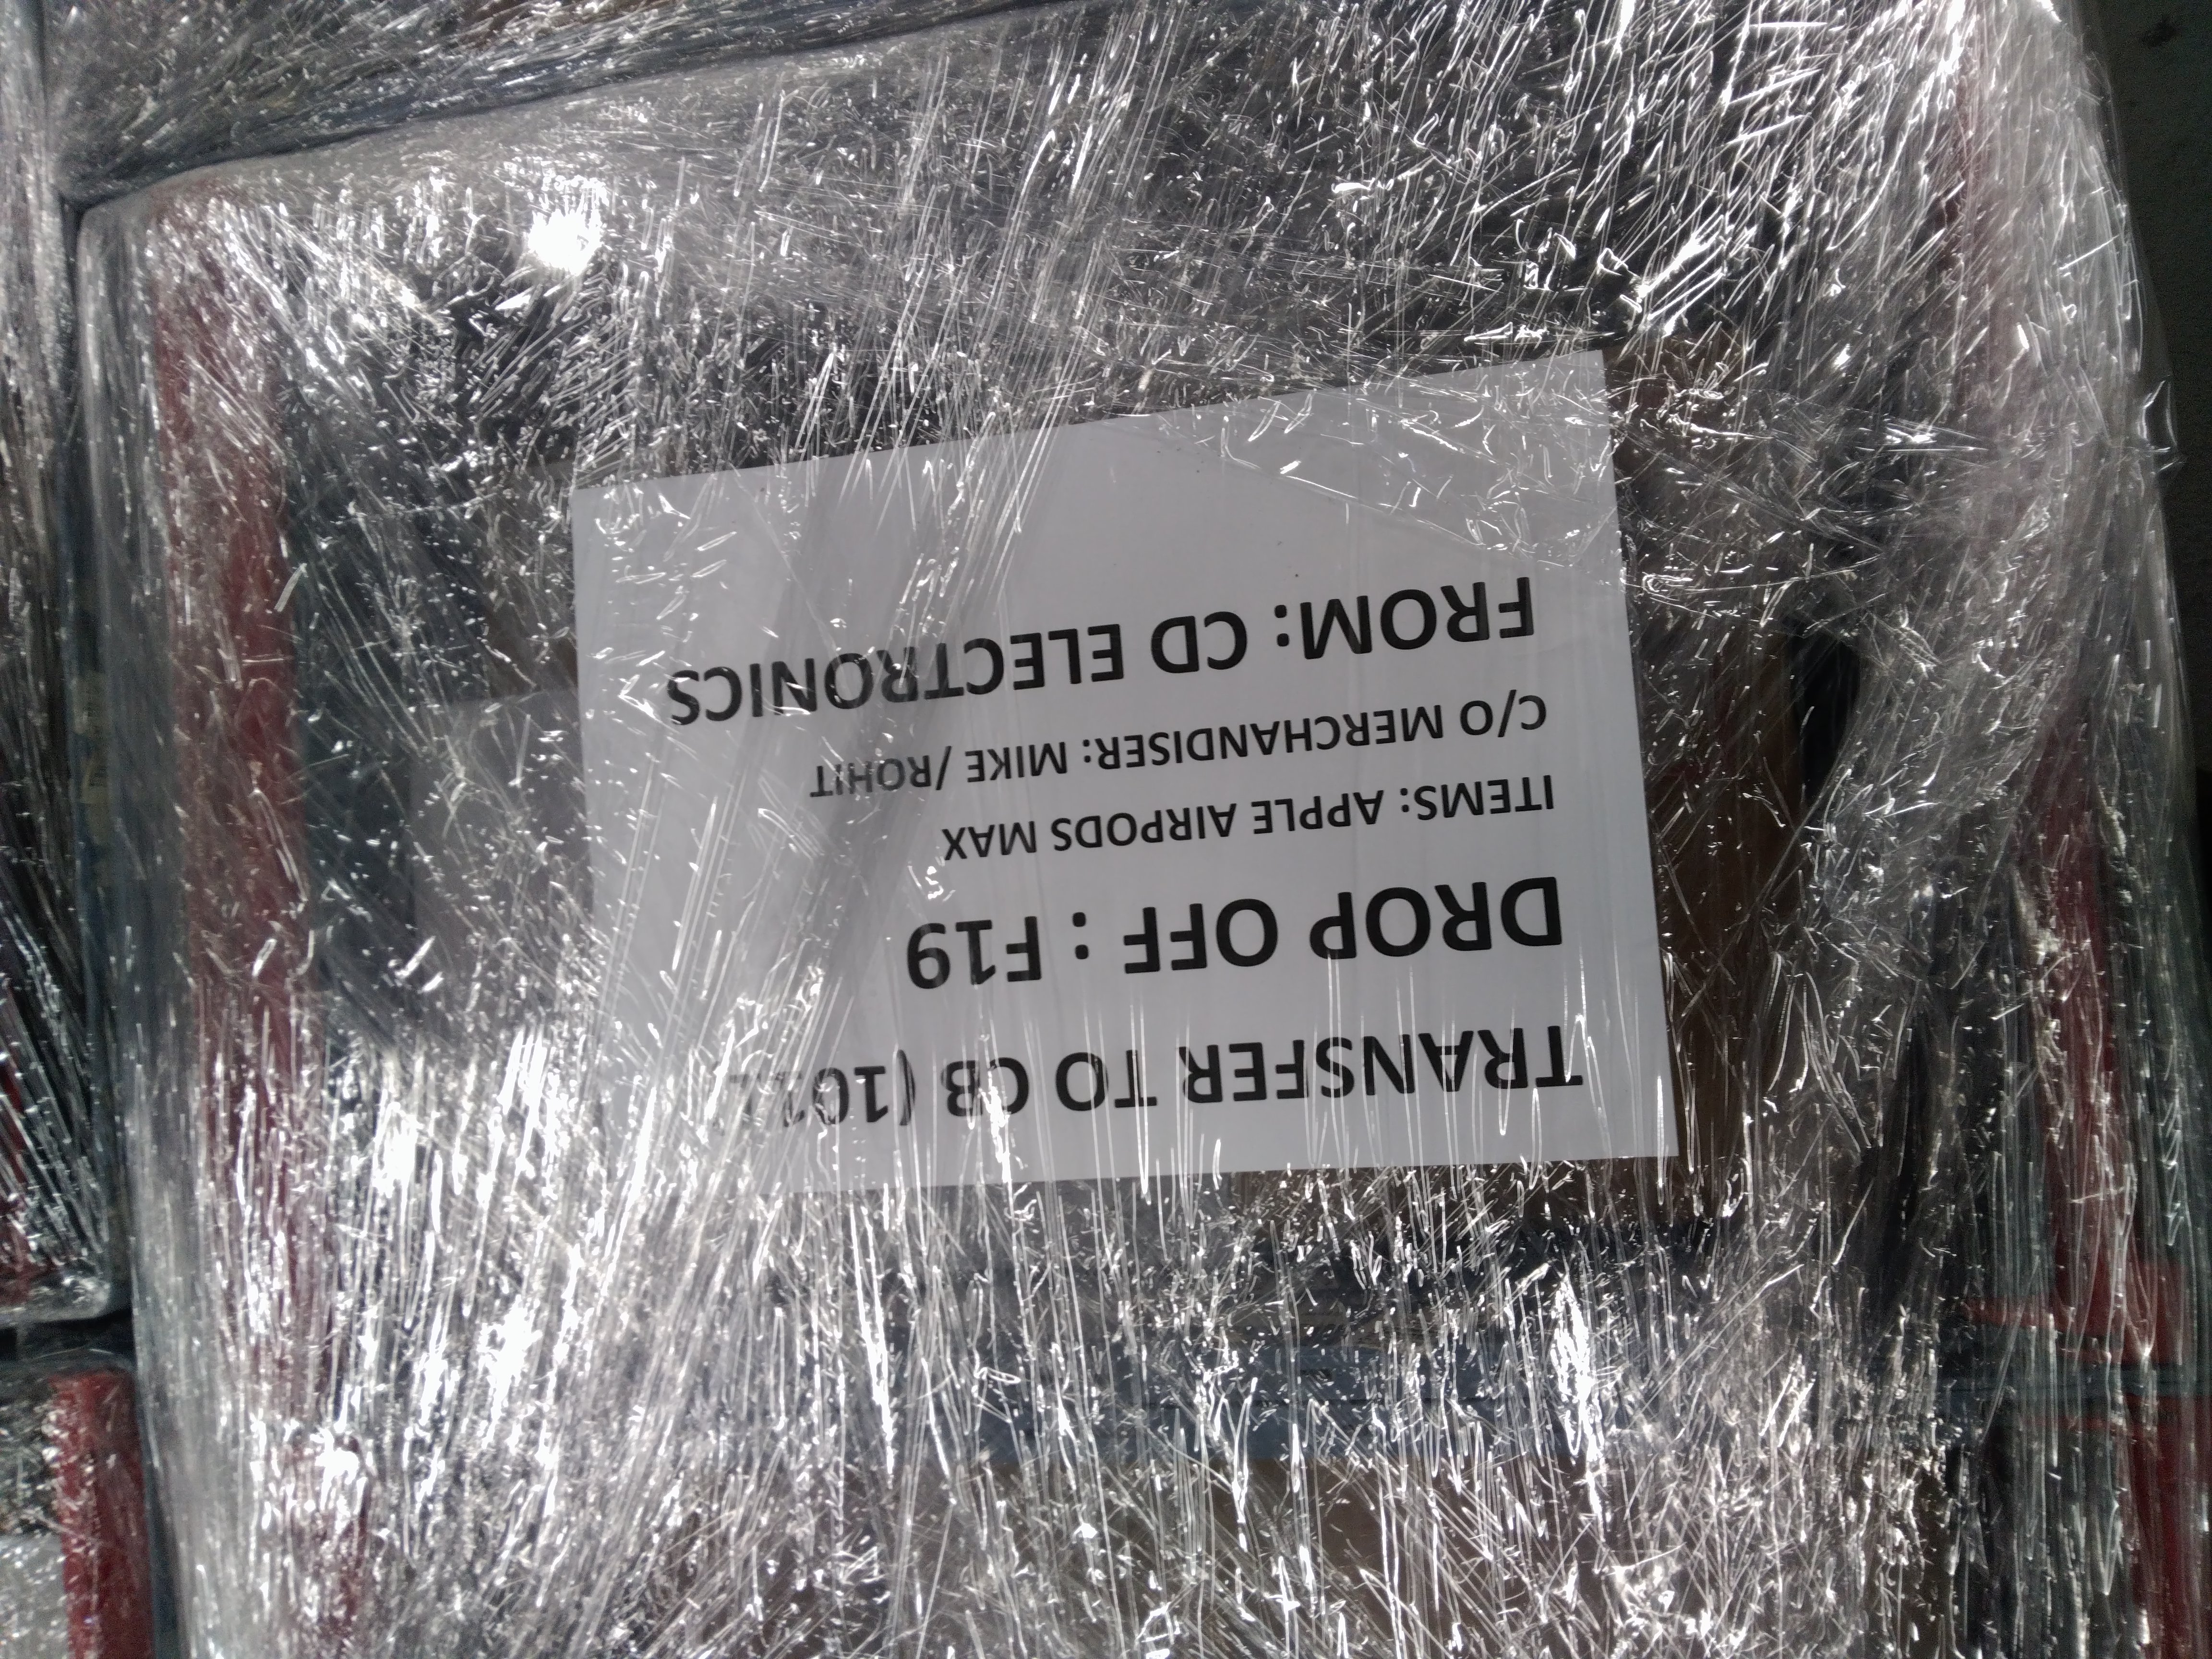 TRANSFER TO CB
DROP OFF : F19
ITEMS: APPLE AIRPODS MAX
C/O MERCHANDISER: MIKE /ROHIT
FROM: CD ELECTRONICS